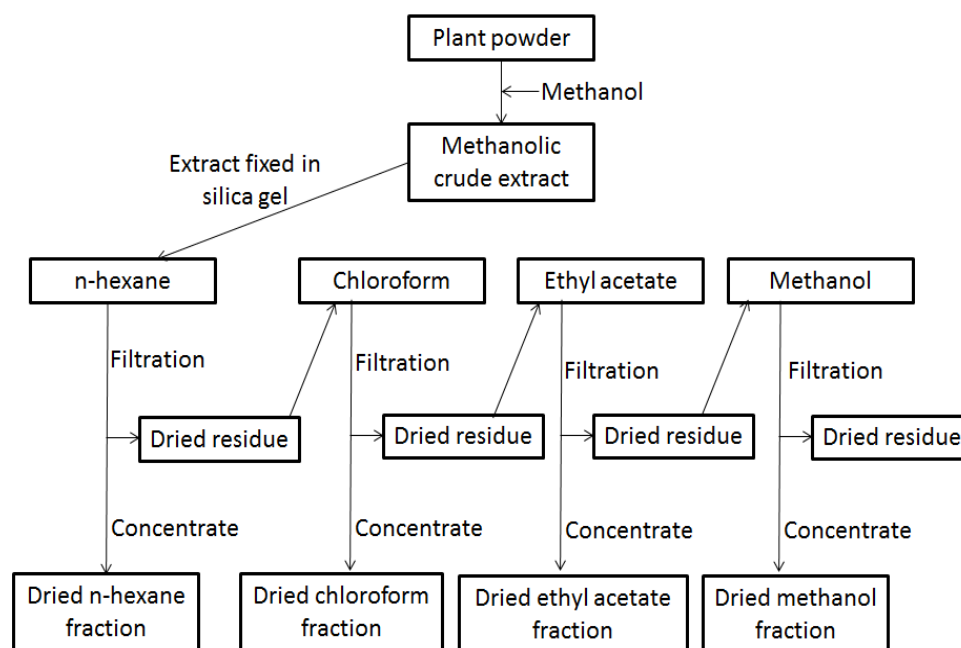 Plant powder
Methanol
Methanolic
crude extract
Extract fixed in
silica gel
n-hexane
Chloroform
Ethyl acetate
Methanol
Filtration
Filtration
Filtration
Filtration
Dried residue
Dried residue
Dried residue
Dried residue
Concentrate
Concentrate
Concentrate
Concentrate
Dried n-hexane
fraction
Dried chloroform
fraction
Dried ethyl acetate
fraction
Dried methanol
fraction